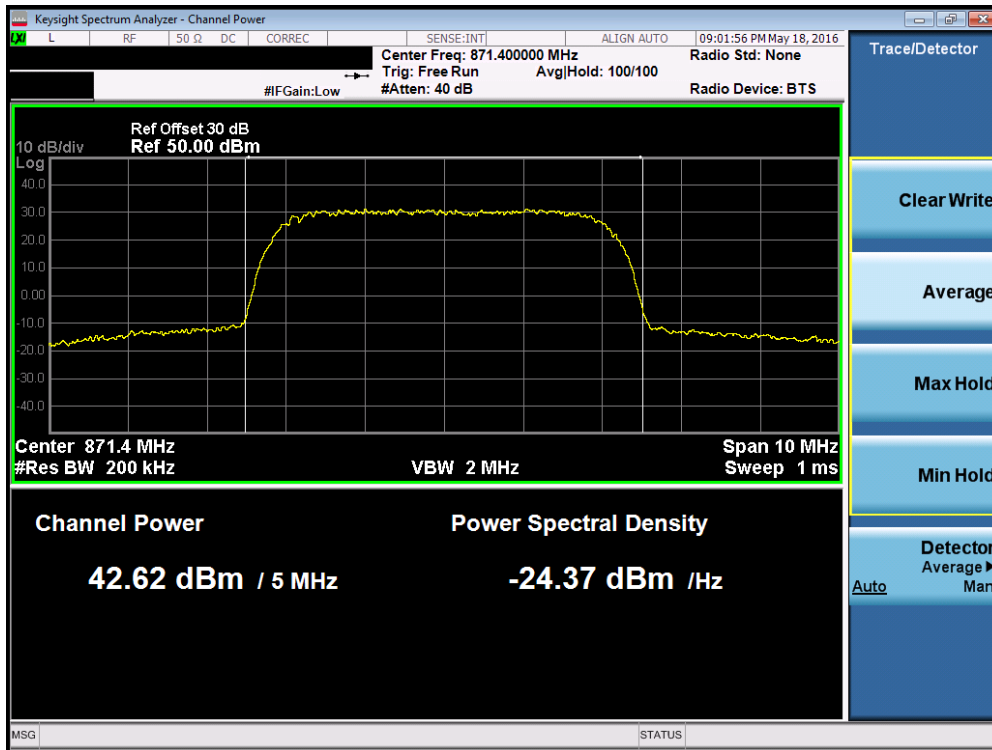 Keysight Spectrum Analyzer - Channel Power
LXI L RF 50 Ω DC CORREC SENSE:INT ALIGN AUTO 09:01:56 PM May 18, 2016
Center Freq: 871.400000 MHz Radio Std: None
Trig: Free Run Avg|Hold: 100/100
#IFGain:Low #Atten: 40 dB Radio Device: BTS
Trace/Detector
Ref Offset 30 dB
10 dB/div Ref 50.00 dBm
Log
40.0
30.0
20.0
10.0
0.00
-10.0
-20.0
-30.0
-40.0
Center 871.4 MHz Span 10 MHz
#Res BW 200 kHz VBW 2 MHz Sweep 1 ms
Channel Power Power Spectral Density
42.62 dBm / 5 MHz -24.37 dBm /Hz
Clear Write
Average
Max Hold
Min Hold
Detector
Average
Auto Man
MSG STATUS